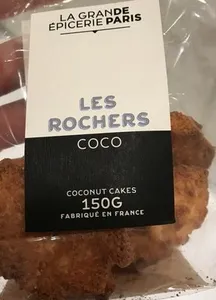 LA GRANDE
ÉPICERIE PARIS
LES
ROCHERS
COCO
COCONUT CAKES
150G
FABRIQUÉ EN FRANCE